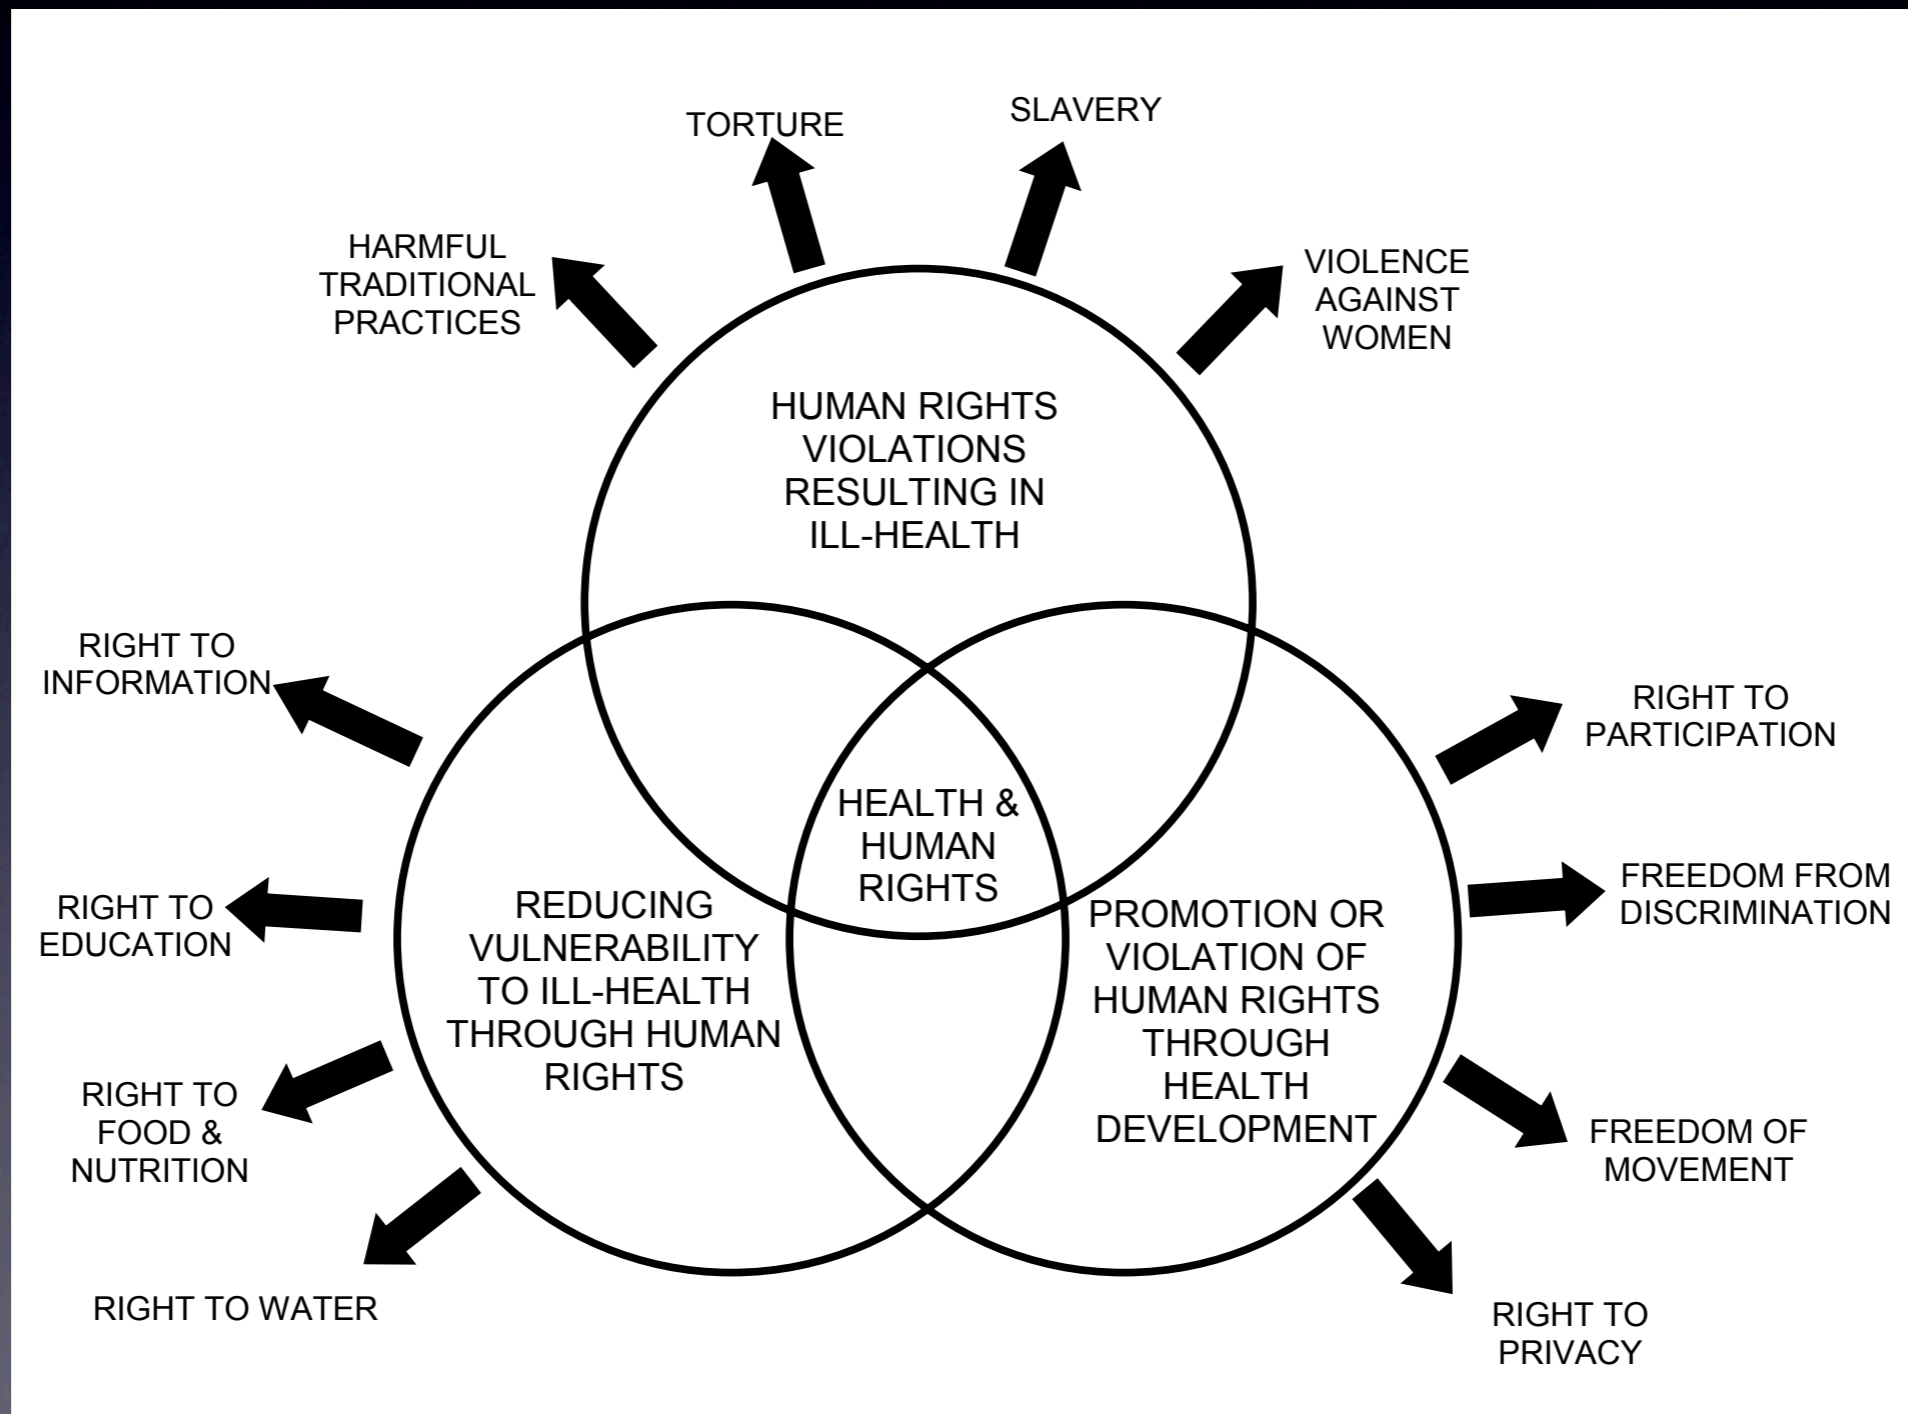 TORTURE
SLAVERY
HARMFUL
TRADITIONAL
PRACTICES
VIOLENCE
AGAINST
WOMEN
HUMAN RIGHTS
VIOLATIONS
RESULTING IN
ILL-HEALTH
RIGHT TO
INFORMATION
RIGHT TO
PARTICIPATION
HEALTH &
HUMAN
RIGHTS
RIGHT TO
EDUCATION
REDUCING
VULNERABILITY
TO ILL-HEALTH
THROUGH HUMAN
RIGHTS
PROMOTION OR
VIOLATION OF
HUMAN RIGHTS
THROUGH
HEALTH
DEVELOPMENT
FREEDOM FROM
DISCRIMINATION
RIGHT TO
FOOD &
NUTRITION
FREEDOM OF
MOVEMENT
RIGHT TO WATER
RIGHT TO
PRIVACY